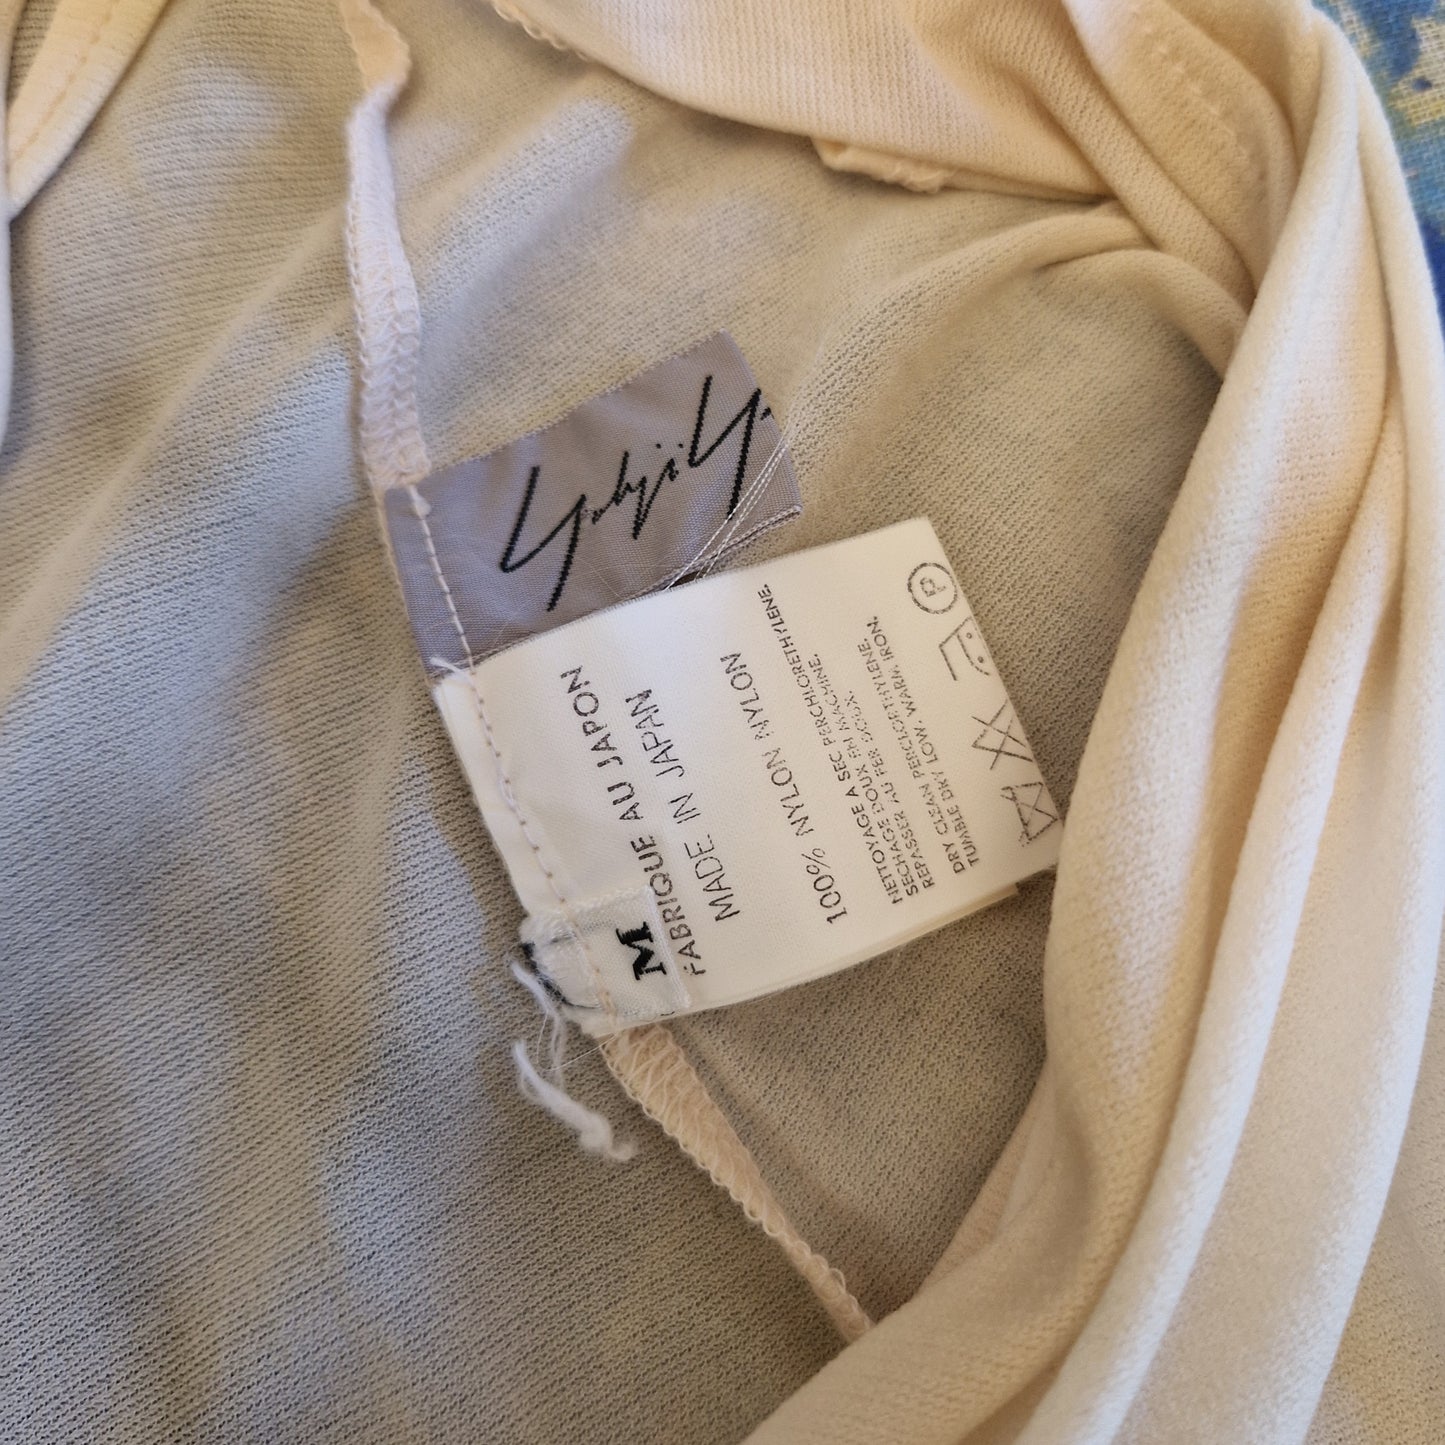 Yohji Y
M
FABRIQUE AU JAPON
MADE IN JAPAN
100% NYLON NYLON
NETTOYAGE A SEC PERCHLORETHYLENE.
SECHAGE DOUX EN MACHINE.
REPASSER AU FER DOUX.
DRY CLEAN PERCLOETHYLENE.
TUMBLE DRY LOW. WARM. IRON.
P